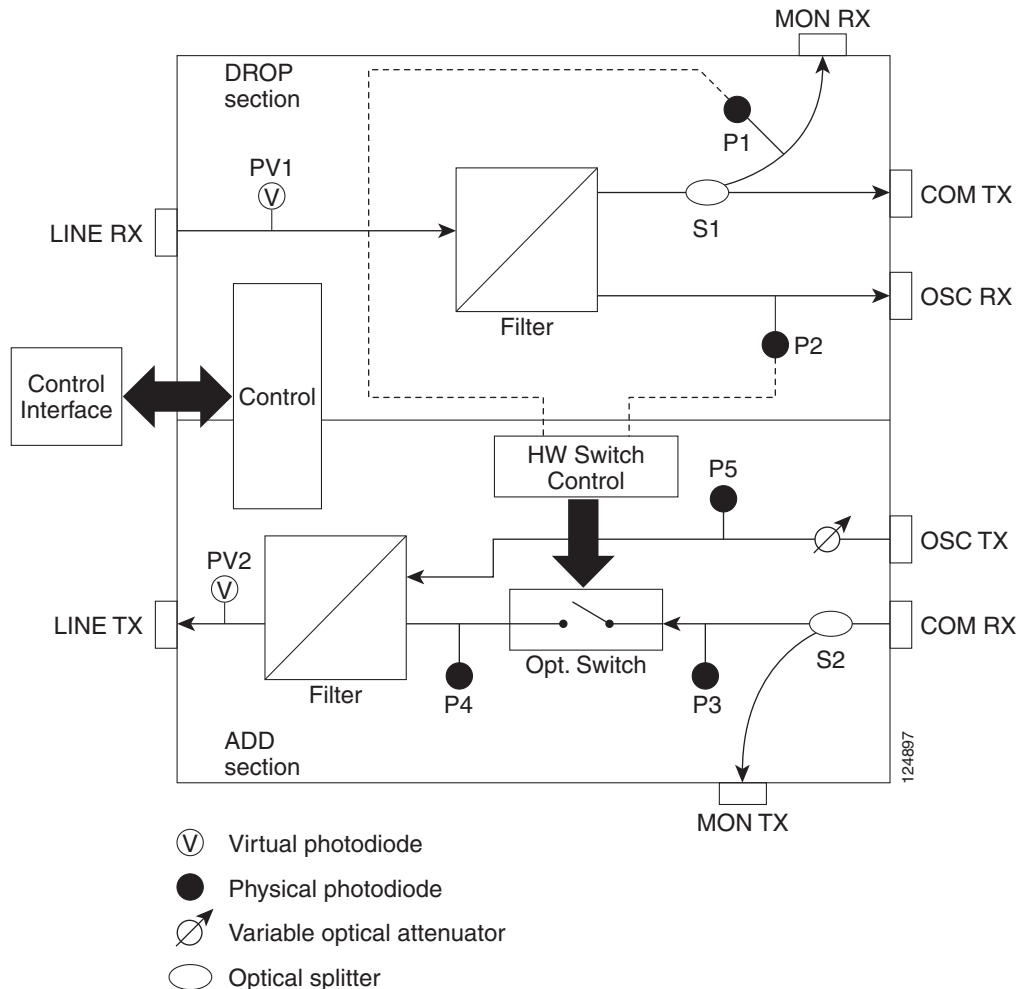 MON RX
DROP
section
P1
PV1
V
COM TX
S1
LINE RX
OSC RX
Filter
P2
Control
Interface
Control
HW Switch
Control
P5
PV2
V
OSC TX
LINE TX
COM RX
S2
Opt. Switch
Filter
P4
P3
ADD
section
124897
MON TX
V Virtual photodiode
Physical photodiode
Variable optical attenuator
Optical splitter